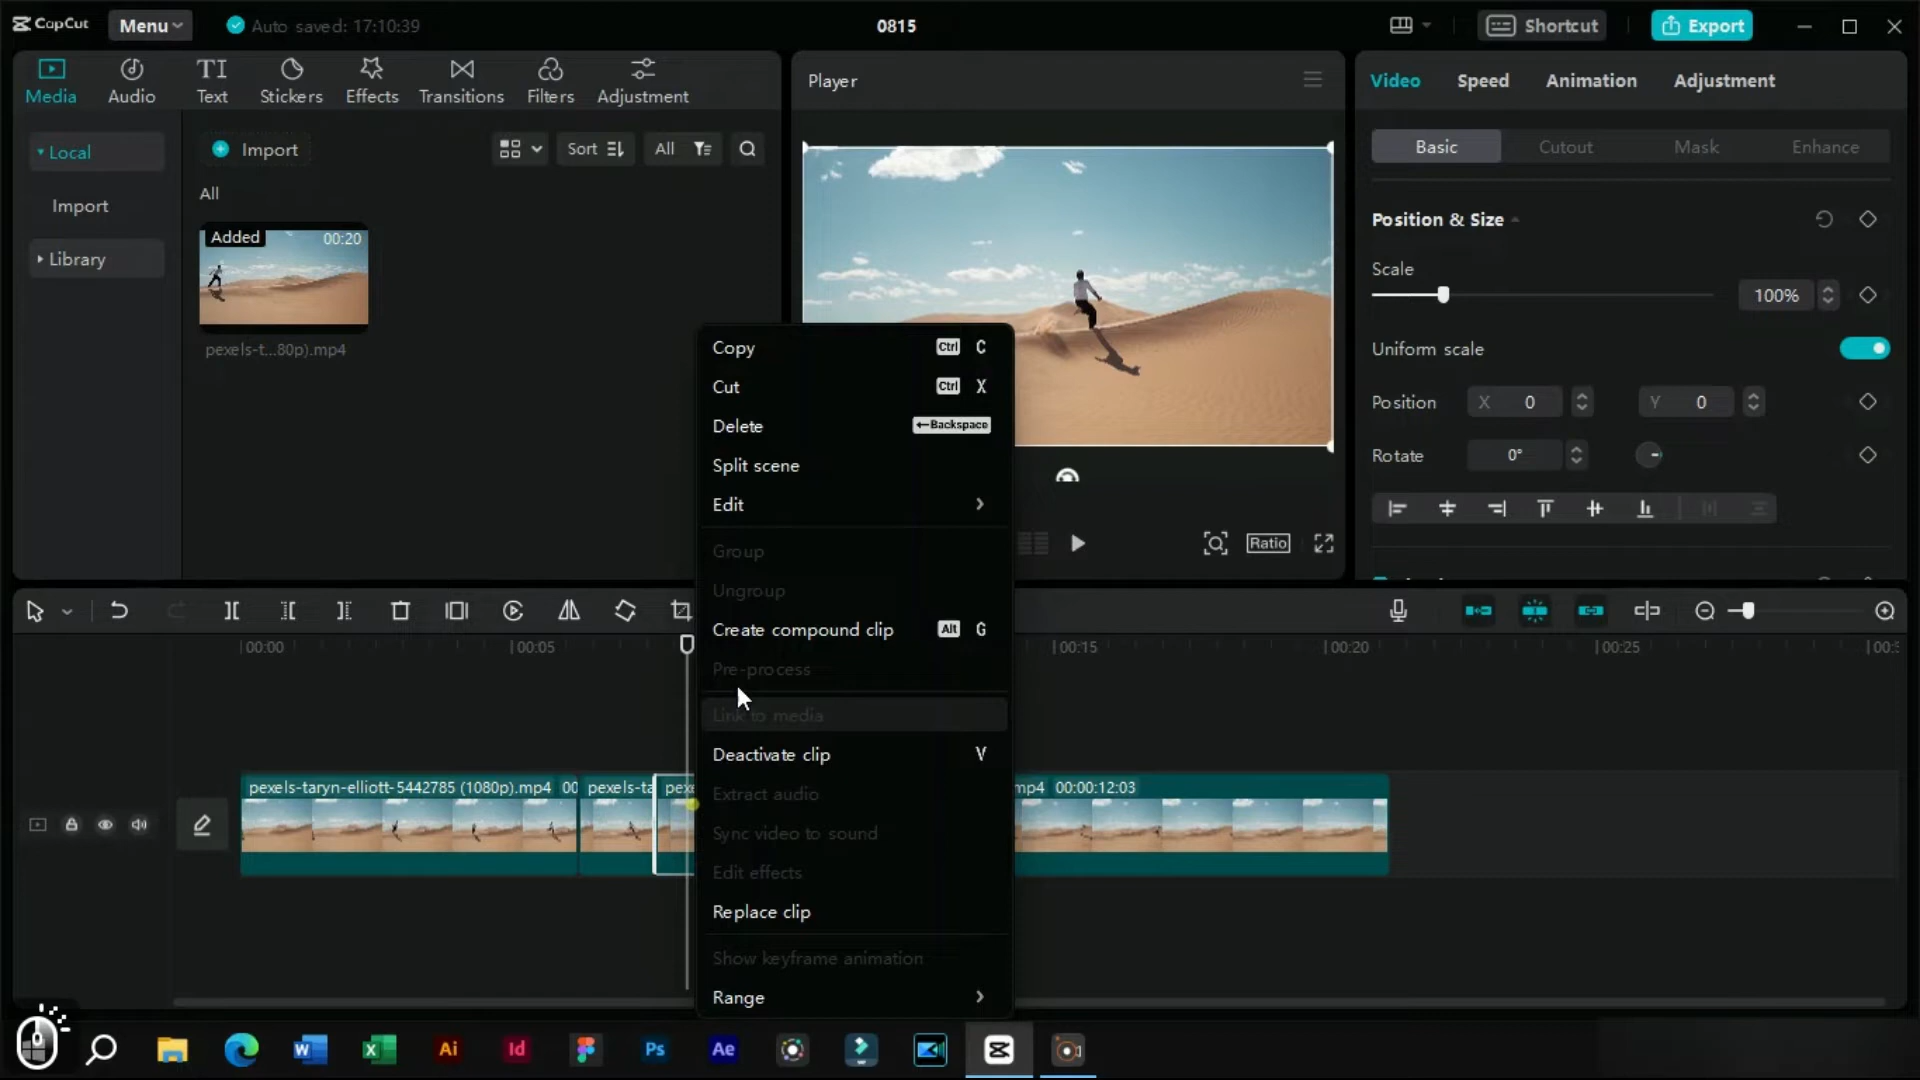 CapCut
Menu
Auto saved: 17:10:39
0815
Shortcut
Export
Media
Audio
TI
Text
Stickers
Effects
Transitions
Filters
Adjustment
Local
Import
Library
Import
Sort
All
All
Added
00:20
pexels-t...80p).mp4
Player
Ratio
Video
Speed
Animation
Adjustment
Basic
Cutout
Mask
Enhance
Position & Size
Scale
100%
Uniform scale
Position
X 0
Y 0
Rotate
0°
Copy Ctrl C
Cut Ctrl X
Delete ←Backspace
Split scene
Edit
Group
Ungroup
Create compound clip Alt G
Pre-process
Link to media
Deactivate clip V
Extract audio
Sync video to sound
Edit effects
Replace clip
Show keyframe animation
Range
00:00
00:05
00:15
00:20
00:25
pexels-taryn-elliott-5442785 (1080p).mp4 00
pexels-ta
pexe
mp4 00:00:12:03
W
X
Ai
Id
Ps
Ae